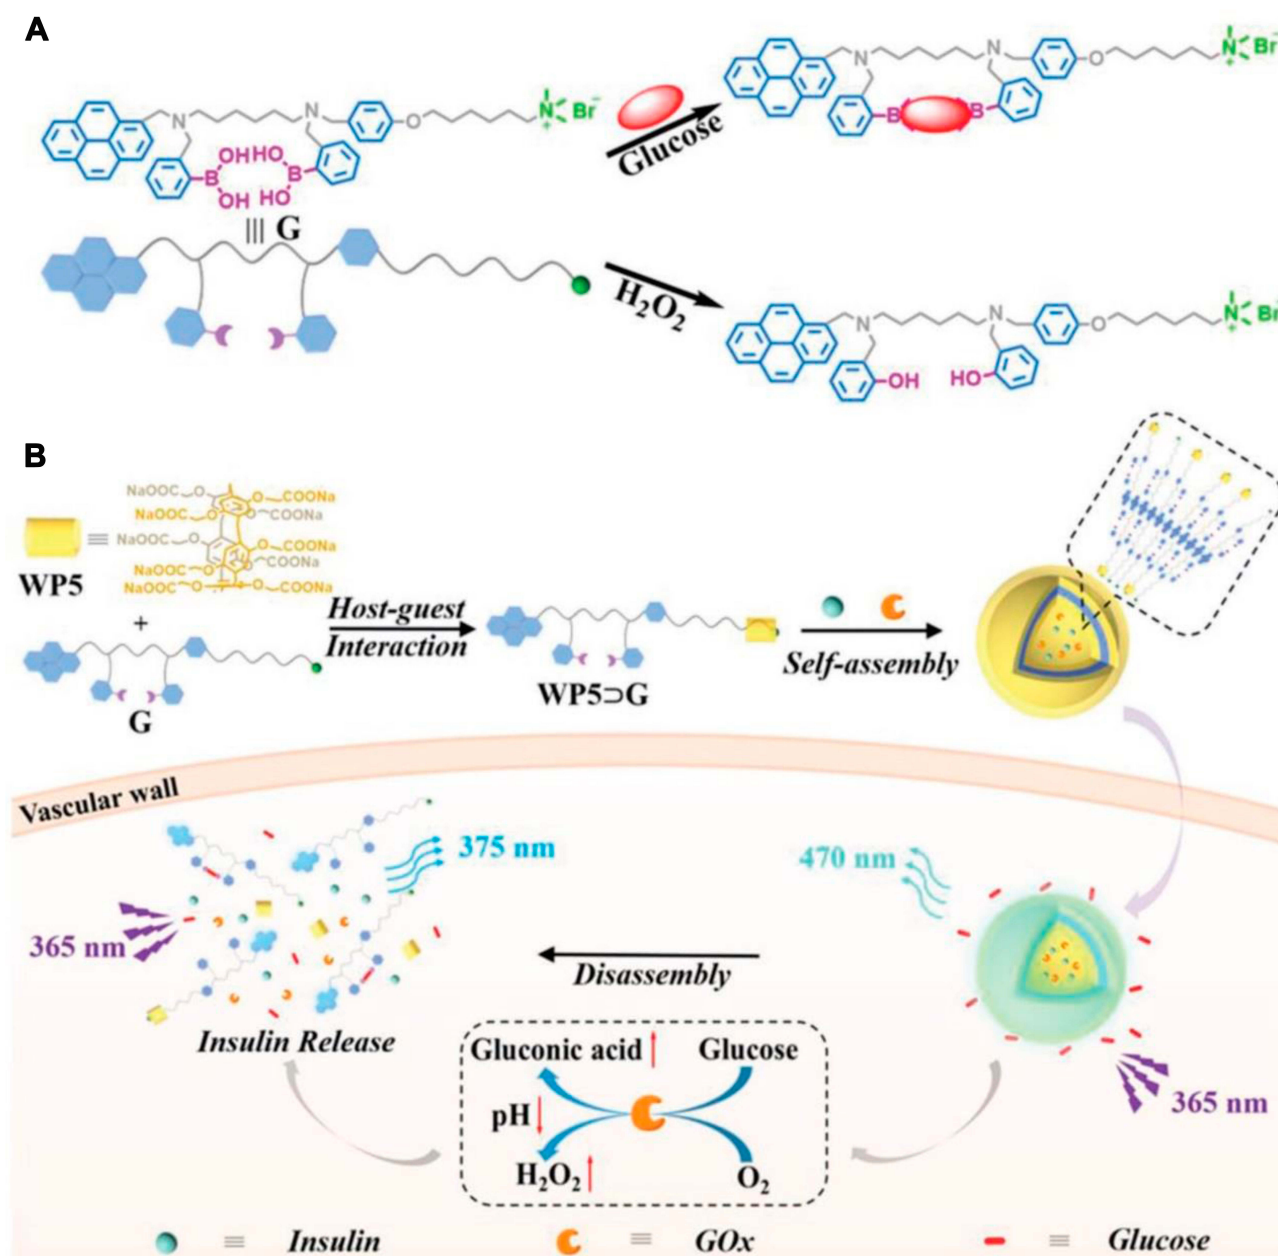 A
N
N
O
N
+
Br⁻
OH
HO
B
B
OH
HO
≡ G
Glucose
N
N
B
B
O
N
+
Br⁻
H₂O₂
N
N
O
N
+
Br
OH
HO
B
NaOOC
O
O
COONa
NaOOC
O
O
COONa
NaOOC
O
O
COONa
O
COONa
NaOOC
O
NaOOC
O
O
COONa
WP5
+
G
Host-guest
Interaction
WP5⊃G
Self-assembly
Vascular wall
375 nm
470 nm
365 nm
Disassembly
Insulin Release
365 nm
Gluconic acid
Glucose
pH
H₂O₂
O₂
≡ Insulin
≡ GOx
≡ Glucose